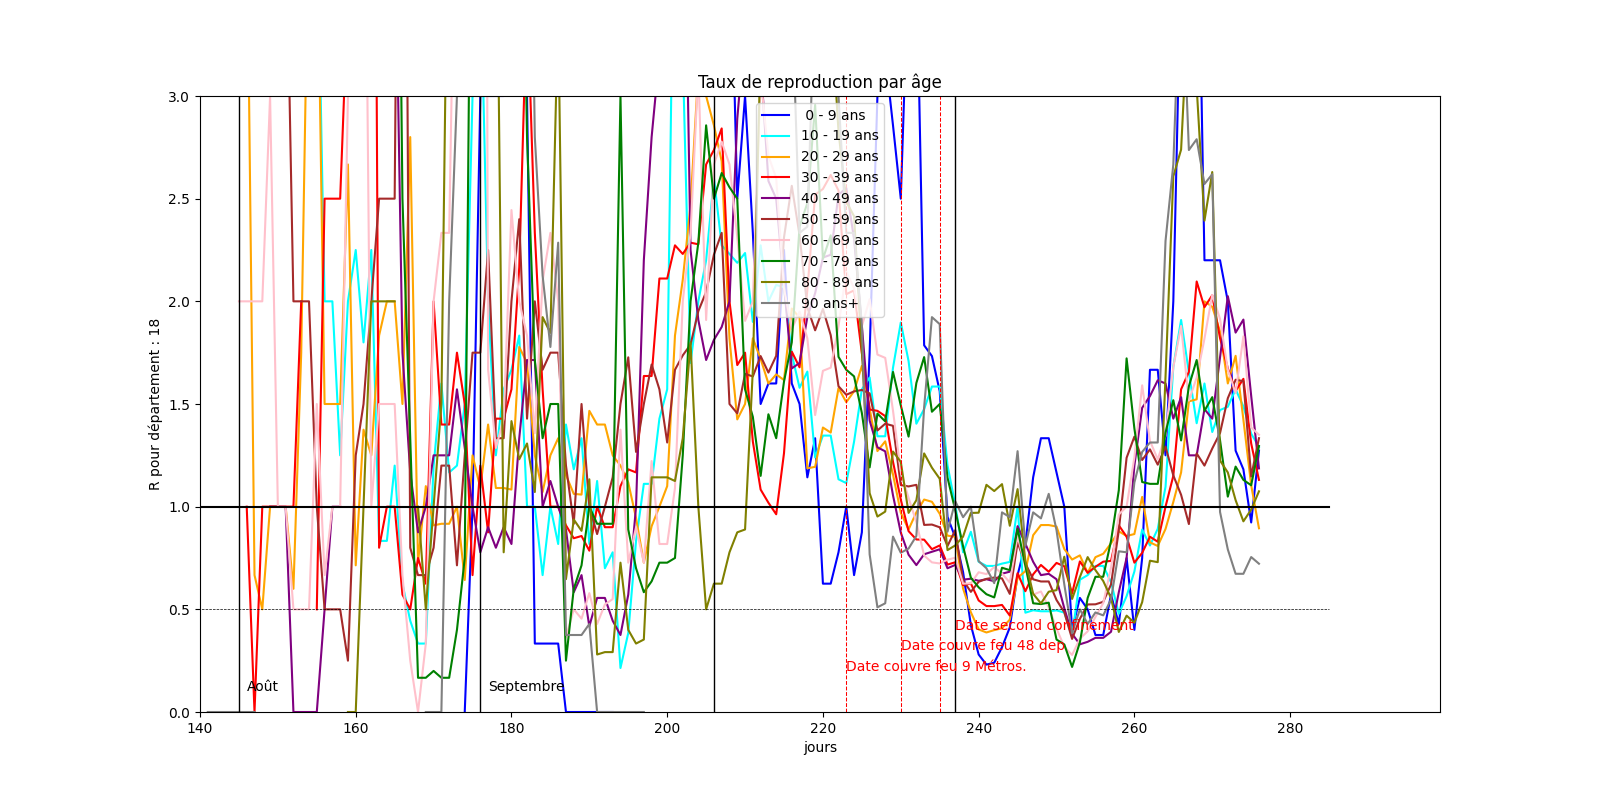 Taux de reproduction par âge
3.0
2.5
2.0
1.5
1.0
0.5
0.0
R pour département : 18
0 - 9 ans
10 - 19 ans
20 - 29 ans
30 - 39 ans
40 - 49 ans
50 - 59 ans
60 - 69 ans
70 - 79 ans
80 - 89 ans
90 ans+
Date second confinement
Date couvre feu 48 dep
Date couvre feu 9 Métros.
Août
Septembre
140
160
180
200
220
240
260
280
jours